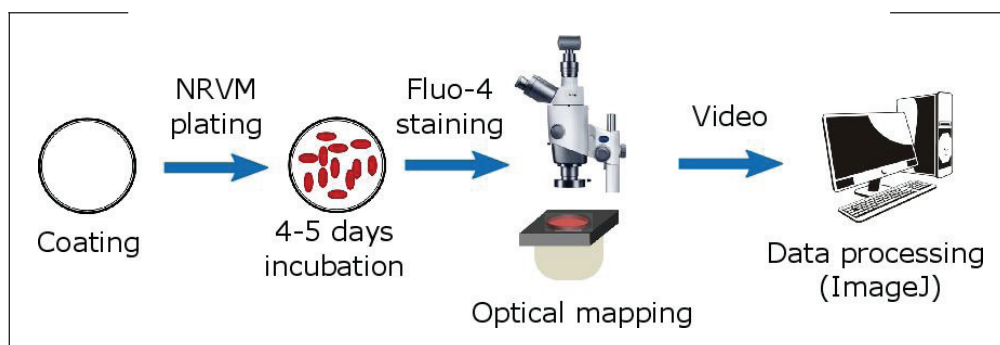 NRVM
plating
Fluo-4
staining
Video
Coating
4-5 days
incubation
Optical mapping
Data processing
(ImageJ)